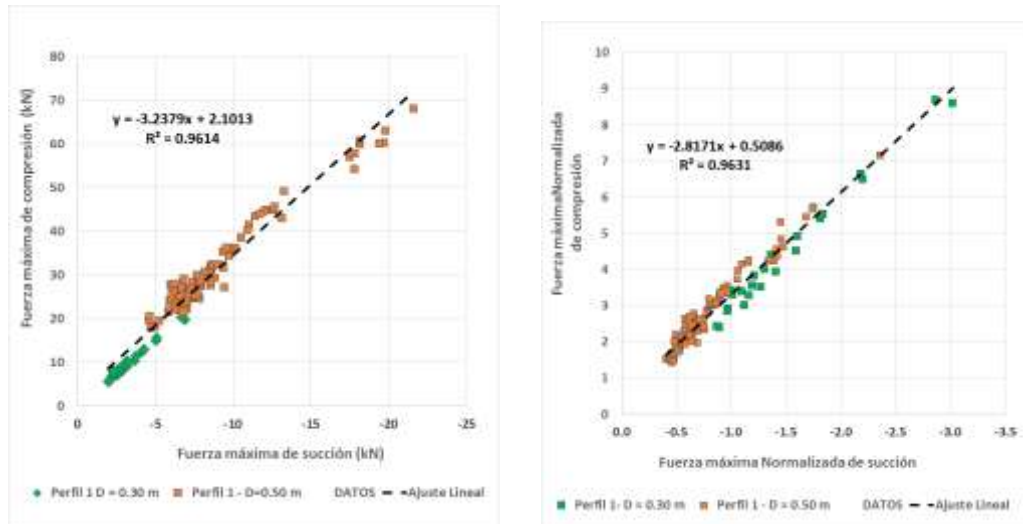 80
70
60
50
40
30
20
10
0
0 -5 -10 -15 -20 -25
Fuerza máxima de compresión (kN)
y = -3.2379x + 2.1013
R² = 0.9614
Fuerza máxima de succión (kN)
Perfil 1 D = 0.30 m Perfil 1 - D=0.50 m DATOS Ajuste Lineal
10
9
8
7
6
5
4
3
2
1
0
0.0 -0.5 -1.0 -1.5 -2.0 -2.5 -3.0 -3.5
Fuerza máximaNormalizada
de compresión
y = -2.8171x + 0.5086
R² = 0.9631
Fuerza máxima Normalizada de succión
Perfil 1- D = 0.30 m Perfil 1 - D = 0.50 m DATOS Ajuste Lineal